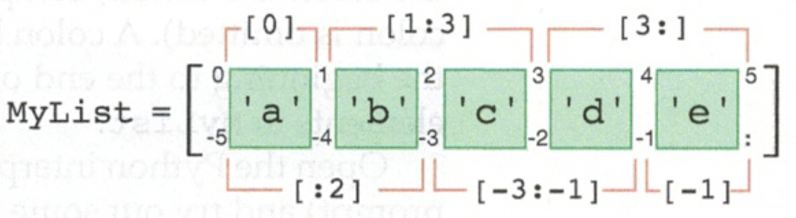 [0] [1:3] [3:]
0 1 2 3 4 5
MyList = [ 'a' 'b' 'c' 'd' 'e' ]
-5 -4 -3 -2 -1 :
[:2] [-3:-1] [-1]